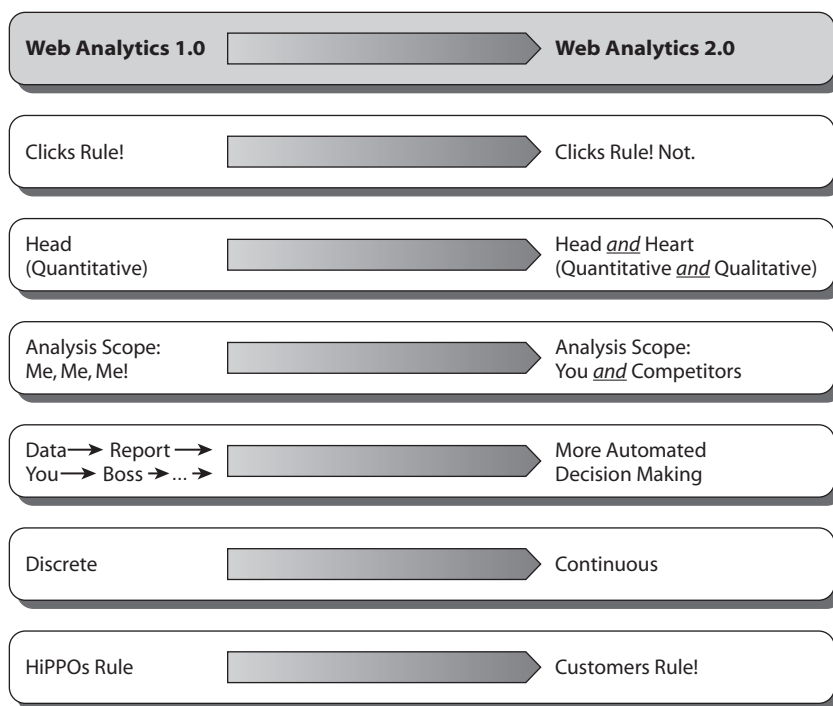 Web Analytics 1.0 Web Analytics 2.0
Clicks Rule! Clicks Rule! Not.
Head Head and Heart
(Quantitative) (Quantitative and Qualitative)
Analysis Scope: Analysis Scope:
Me, Me, Me! You and Competitors
Data → Report → More Automated
You → Boss → ... → Decision Making
Discrete Continuous
HiPPOs Rule Customers Rule!